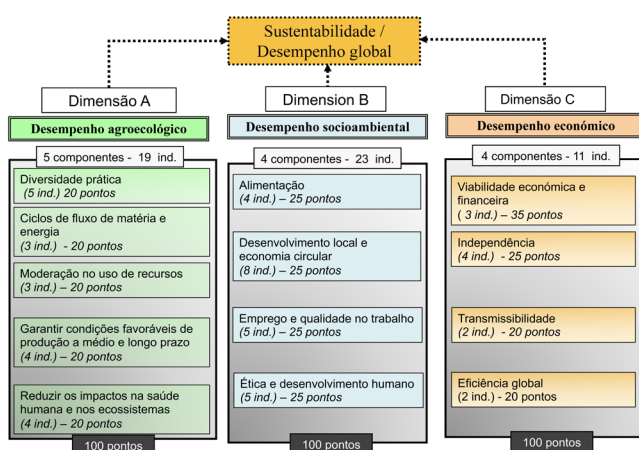 Sustentabilidade /
Desempenho global
Dimensão A
Desempenho agroecológico
5 componentes - 19 ind.
Diversidade prática
(5 ind.) 20 pontos
Ciclos de fluxo de matéria e
energia
(3 ind.) - 20 pontos
Moderação no uso de recursos
(3 ind.) – 20 pontos
Garantir condições favoráveis de
produção a médio e longo prazo
(4 ind.) – 20 pontos
Reduzir os impactos na saúde
humana e nos ecossistemas
(4 ind.) – 20 pontos
100 pontos
Dimension B
Desempenho socioambiental
4 componentes - 23 ind.
Alimentação
(4 ind.) – 25 pontos
Desenvolvimento local e
economia circular
(8 ind.) – 25 pontos
Emprego e qualidade no trabalho
(5 ind.) – 25 pontos
Ética e desenvolvimento humano
(5 ind.) – 25 pontos
100 pontos
Dimensão C
Desempenho económico
4 componentes - 11 ind.
Viabilidade económica e
financeira
( 3 ind.) – 35 pontos
Independência
(4 ind.) - 25 pontos
Transmissibilidade
(2 ind.) - 20 pontos
Eficiência global
(2 ind.) - 20 pontos
100 pontos